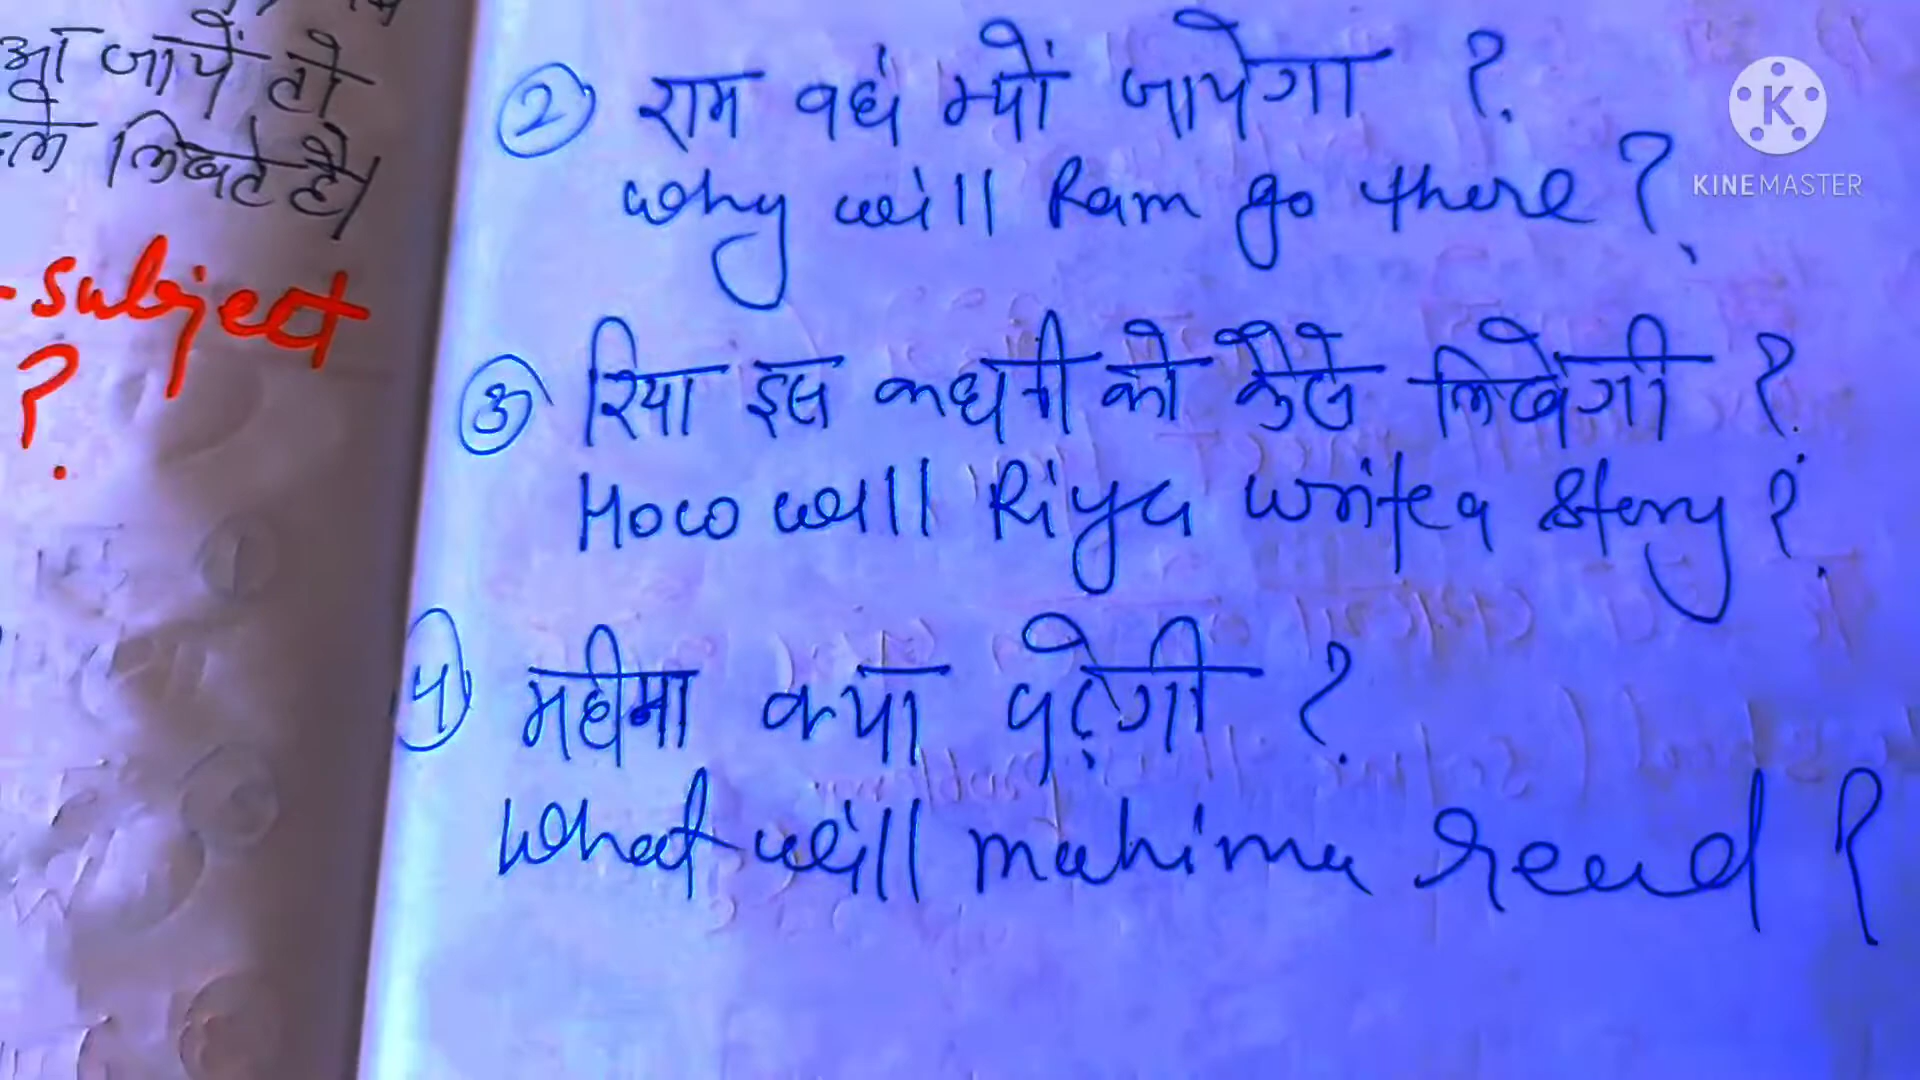 आ जायें तो
लिखते है।
subject
?
② राम वहां क्यों जायेगा ?
why will Ram go there ?
③ रिया इस कहानी को कैसे लिखेगी ?
How will Riya write a story ?
④ महीमा क्या पढ़ेगी ?
What will mahima read ?
K
KINEMASTER